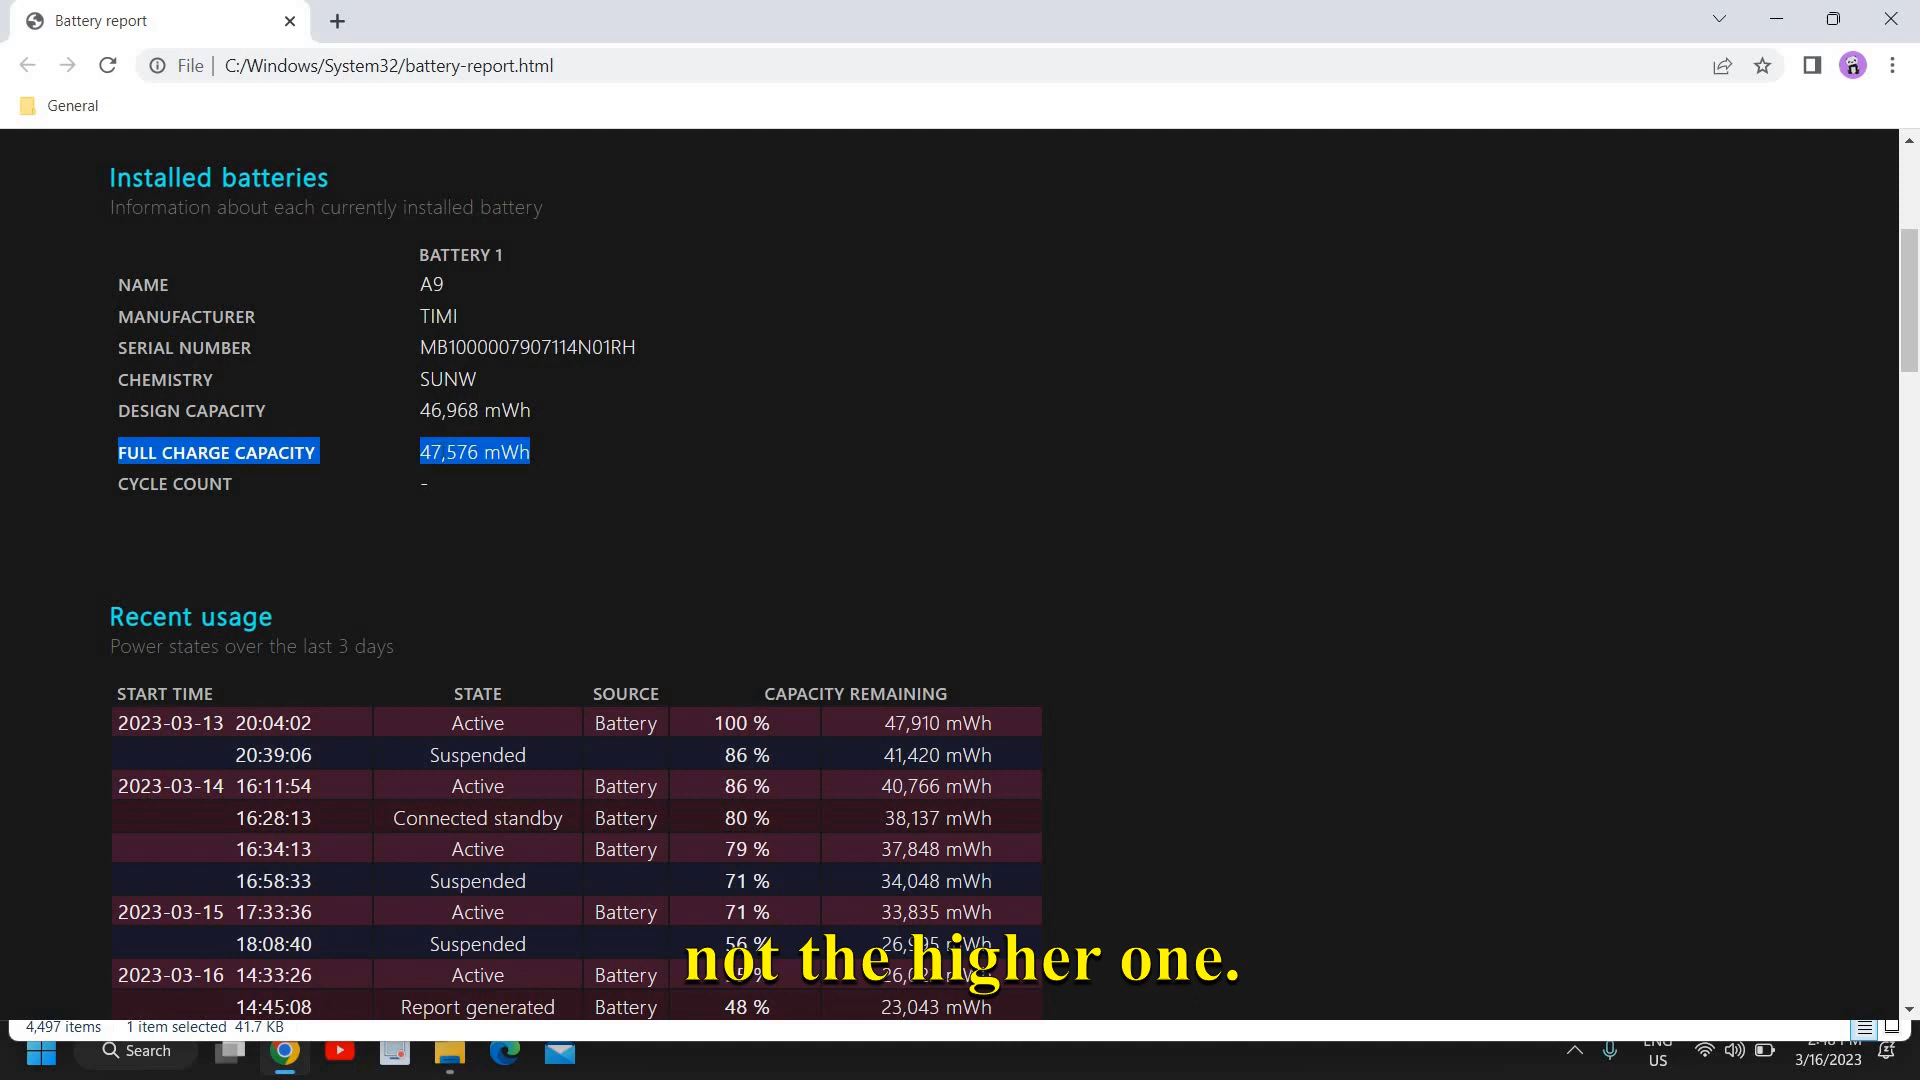 Battery report
File
C:/Windows/System32/battery-report.html
General
Installed batteries
Information about each currently installed battery
BATTERY 1
NAME A9
MANUFACTURER TIMI
SERIAL NUMBER MB1000007907114N01RH
CHEMISTRY SUNW
DESIGN CAPACITY 46,968 mWh
FULL CHARGE CAPACITY 47,576 mWh
CYCLE COUNT -
Recent usage
Power states over the last 3 days
START TIME STATE SOURCE CAPACITY REMAINING
2023-03-13 20:04:02 Active Battery 100 % 47,910 mWh
20:39:06 Suspended 86 % 41,420 mWh
2023-03-14 16:11:54 Active Battery 86 % 40,766 mWh
16:28:13 Connected standby Battery 80 % 38,137 mWh
16:34:13 Active Battery 79 % 37,848 mWh
16:58:33 Suspended 71 % 34,048 mWh
2023-03-15 17:33:36 Active Battery 71 % 33,835 mWh
18:08:40 Suspended 56 % mWh
not the higher one.
2023-03-16 14:33:26 Active Battery
14:45:08 Report generated Battery 48 % 23,043 mWh
4,497 items 1 item selected 41.7 KB
Search
ENG
US
3/16/2023